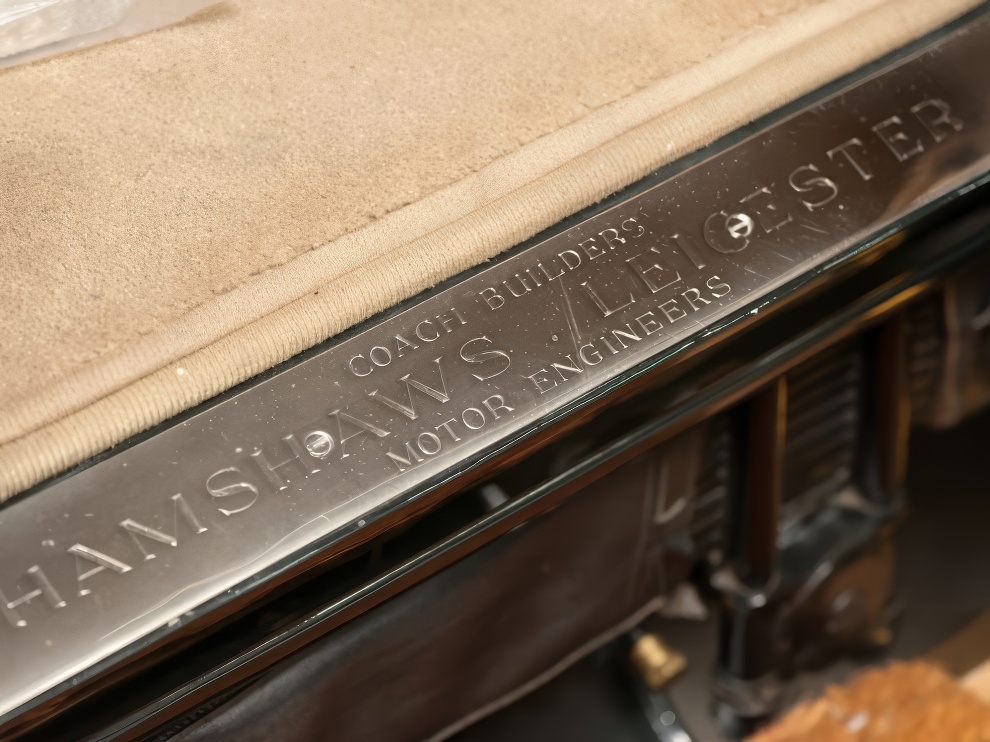 COACH BUILDERS
HAMSHAWS / LEICESTER
MOTOR ENGINEERS